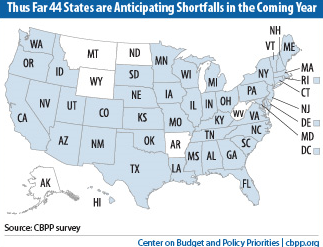 Thus Far 44 States are Anticipating Shortfalls in the Coming Year
NH
VT
ME
WA
MT
ND
MN
OR
ID
SD
WI
NY
MA
RI
CT
WY
MI
PA
NJ
DE
MD
DC
NV
NE
IA
IL
IN
OH
WV
VA
CA
UT
CO
KS
MO
KY
NC
AZ
NM
OK
AR
TN
SC
TX
LA
MS
AL
GA
FL
AK
HI
Source: CBPP survey
Center on Budget and Policy Priorities | cbpp.org